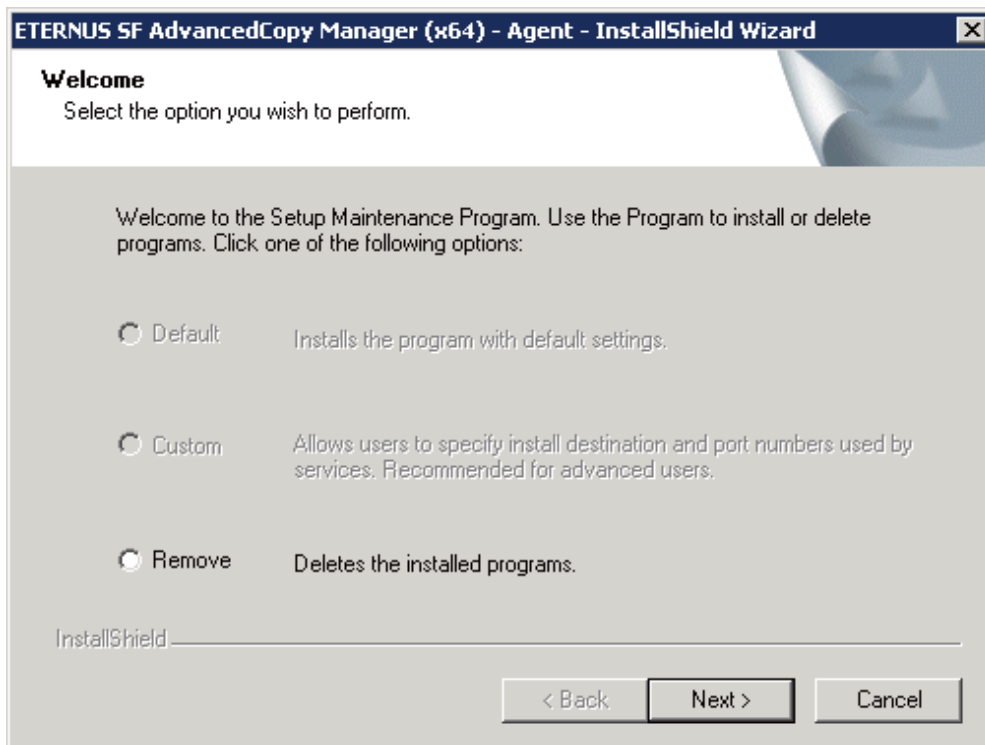 ETERNUS SF AdvancedCopy Manager (x64) - Agent - InstallShield Wizard
Welcome
Select the option you wish to perform.
Welcome to the Setup Maintenance Program. Use the Program to install or delete
programs. Click one of the following options:
Default Installs the program with default settings.
Custom Allows users to specify install destination and port numbers used by
services. Recommended for advanced users.
Remove Deletes the installed programs.
InstallShield
< Back Next > Cancel